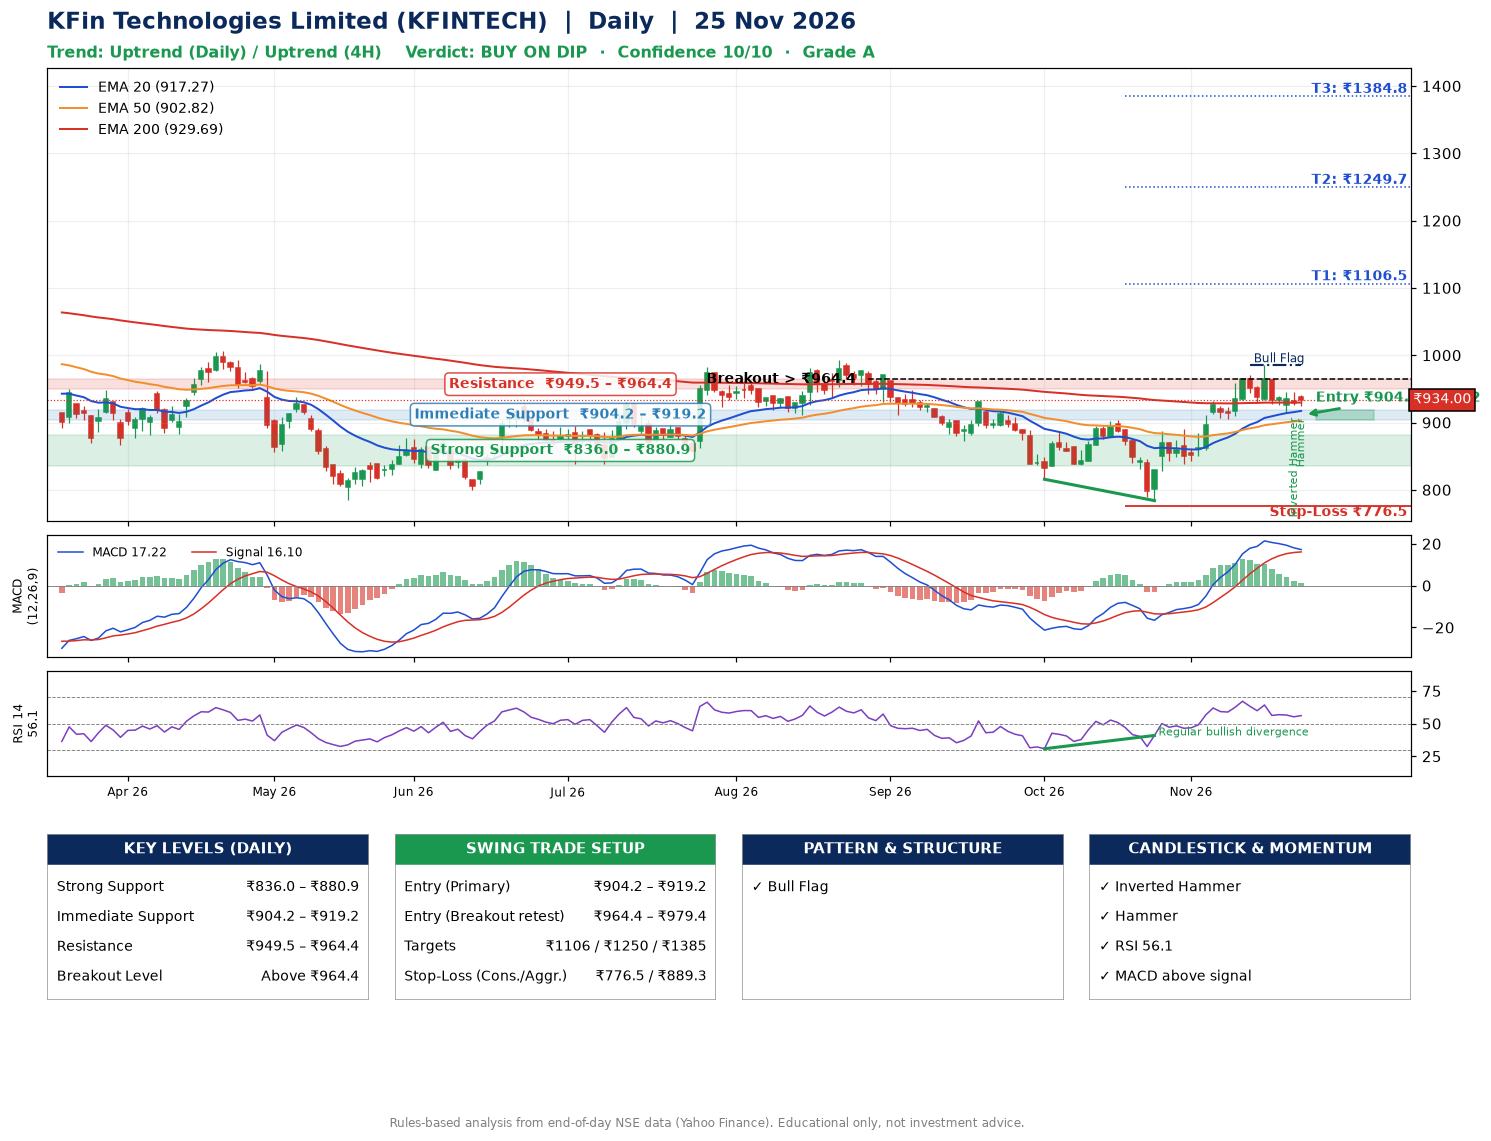 KFin Technologies Limited (KFINTECH)  |  Daily  |  25 Nov 2026
Trend: Uptrend (Daily) / Uptrend (4H)    Verdict: BUY ON DIP  ·  Confidence 10/10  ·  Grade A
EMA 20 (917.27)
EMA 50 (902.82)
EMA 200 (929.69)
T3: ₹1384.8
T2: ₹1249.7
T1: ₹1106.5
1400
1300
1200
1100
1000
900
800
Bull Flag
Breakout > ₹964.4
Resistance  ₹949.5 – ₹964.4
Immediate Support  ₹904.2 – ₹919.2
Strong Support  ₹836.0 – ₹880.9
Entry ₹904.
₹934.00
Inverted Hammer
Hammer
Stop-Loss ₹776.5
MACD 17.22
Signal 16.10
MACD
(12,26,9)
20
0
−20
RSI 14
56.1
75
50
25
Regular bullish divergence
Apr 26
May 26
Jun 26
Jul 26
Aug 26
Sep 26
Oct 26
Nov 26
KEY LEVELS (DAILY)
Strong Support ₹836.0 – ₹880.9
Immediate Support ₹904.2 – ₹919.2
Resistance ₹949.5 – ₹964.4
Breakout Level Above ₹964.4
SWING TRADE SETUP
Entry (Primary) ₹904.2 – ₹919.2
Entry (Breakout retest) ₹964.4 – ₹979.4
Targets ₹1106 / ₹1250 / ₹1385
Stop-Loss (Cons./Aggr.) ₹776.5 / ₹889.3
PATTERN & STRUCTURE
✓ Bull Flag
CANDLESTICK & MOMENTUM
✓ Inverted Hammer
✓ Hammer
✓ RSI 56.1
✓ MACD above signal
Rules-based analysis from end-of-day NSE data (Yahoo Finance). Educational only, not investment advice.